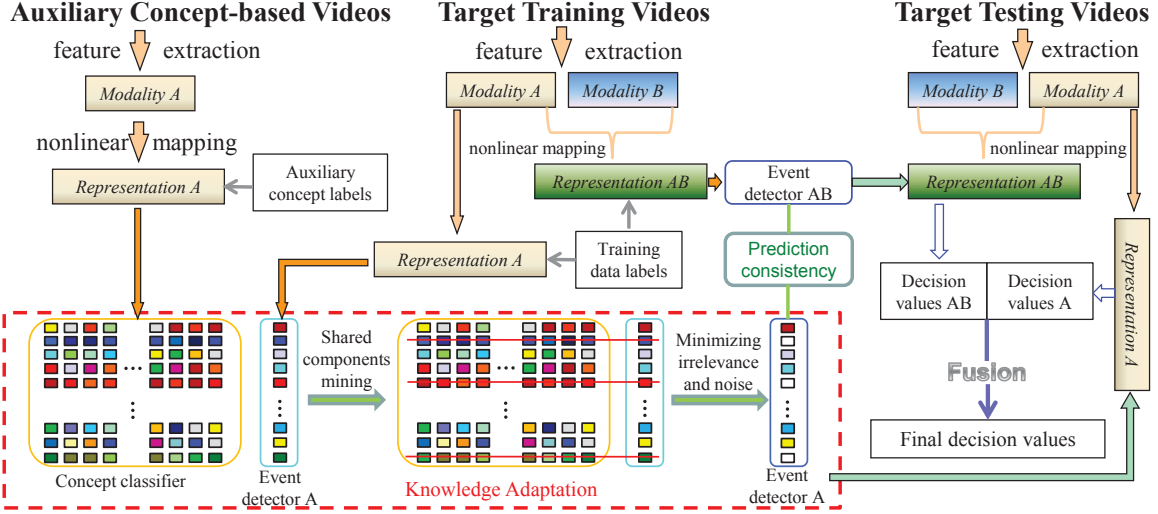 Auxiliary Concept-based Videos
feature extraction
Modality A
nonlinear mapping
Representation A
Auxiliary
concept labels
Target Training Videos
feature extraction
Modality A
Modality B
nonlinear mapping
Representation AB
Event
detector AB
Representation A
Training
data labels
Prediction
consistency
Target Testing Videos
feature extraction
Modality B
Modality A
nonlinear mapping
Representation AB
Representation A
Decision
values AB
Decision
values A
Fusion
Final decision values
Shared
components
mining
Minimizing
irrelevance
and noise
Concept classifier
Event
detector A
Knowledge Adaptation
Event
detector A